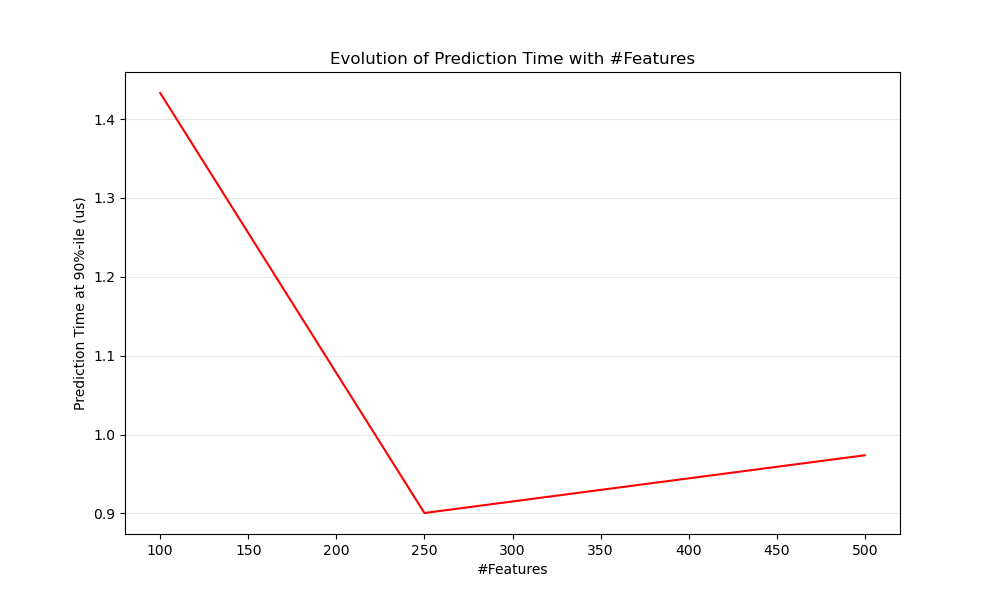 Evolution of Prediction Time with #Features
Prediction Time at 90%-ile (us)
1.4
1.3
1.2
1.1
1.0
0.9
100 150 200 250 300 350 400 450 500
#Features